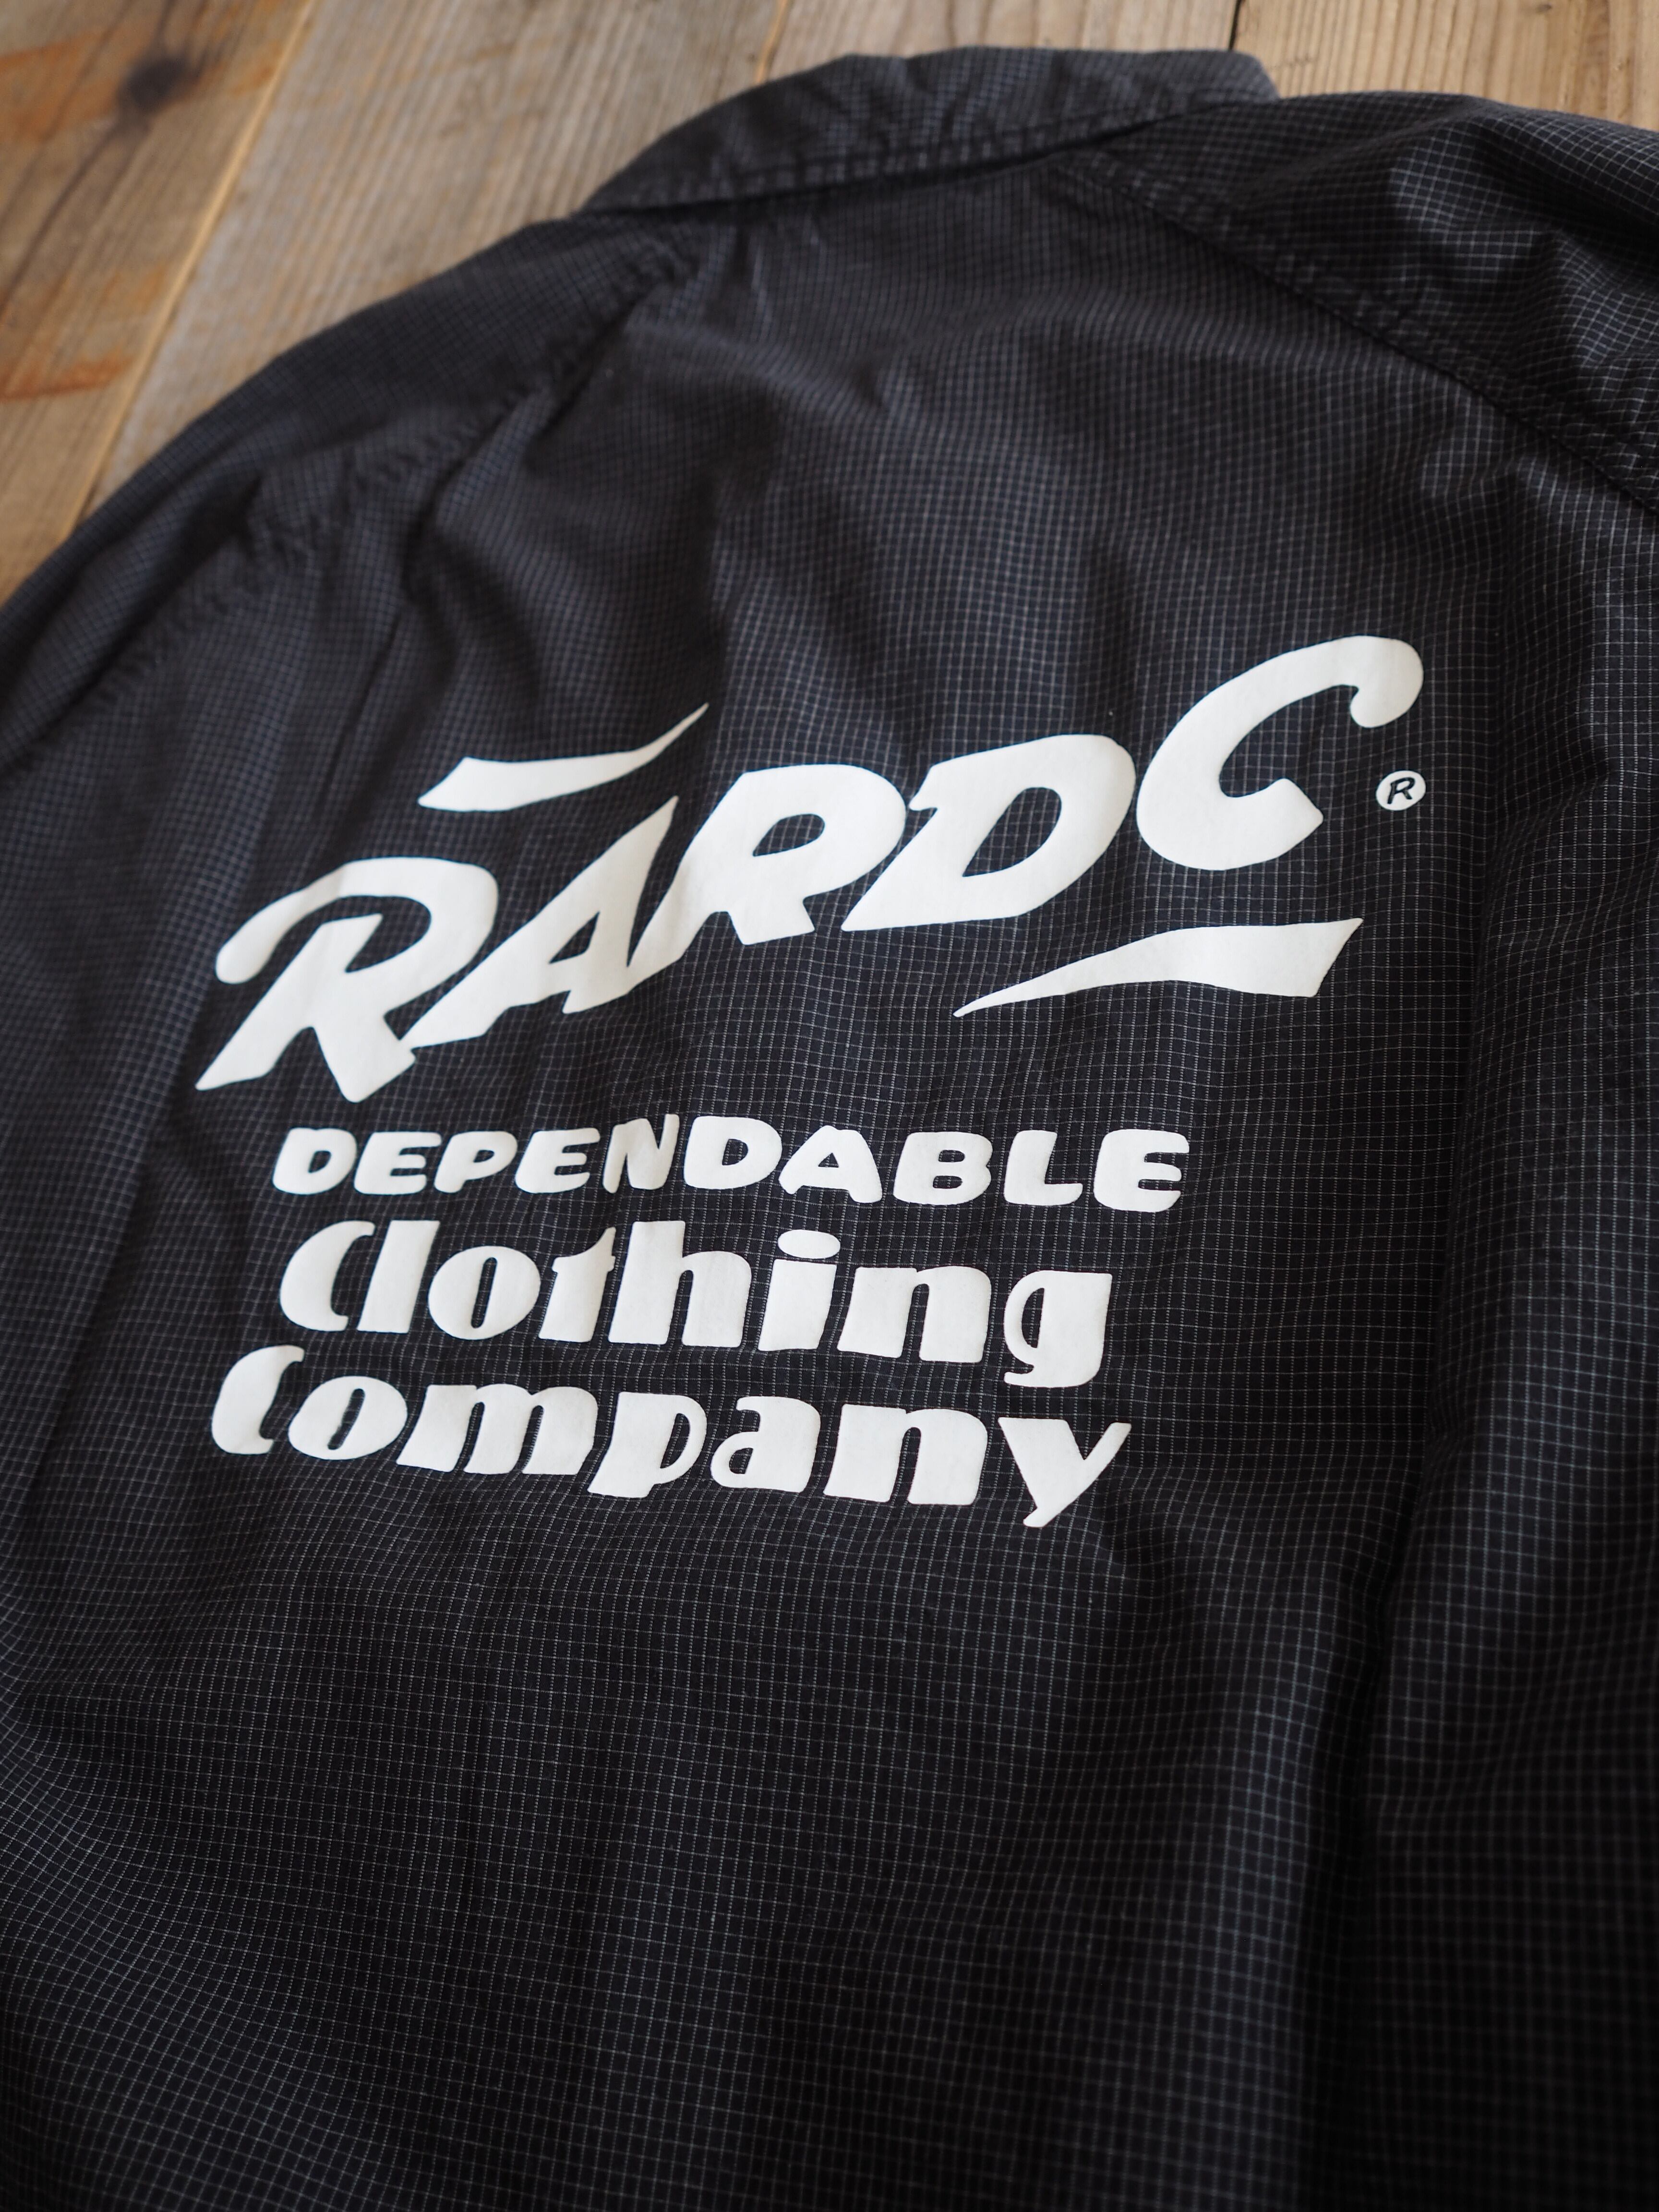 RARDC®
DEPENDABLE
Clothing
Company